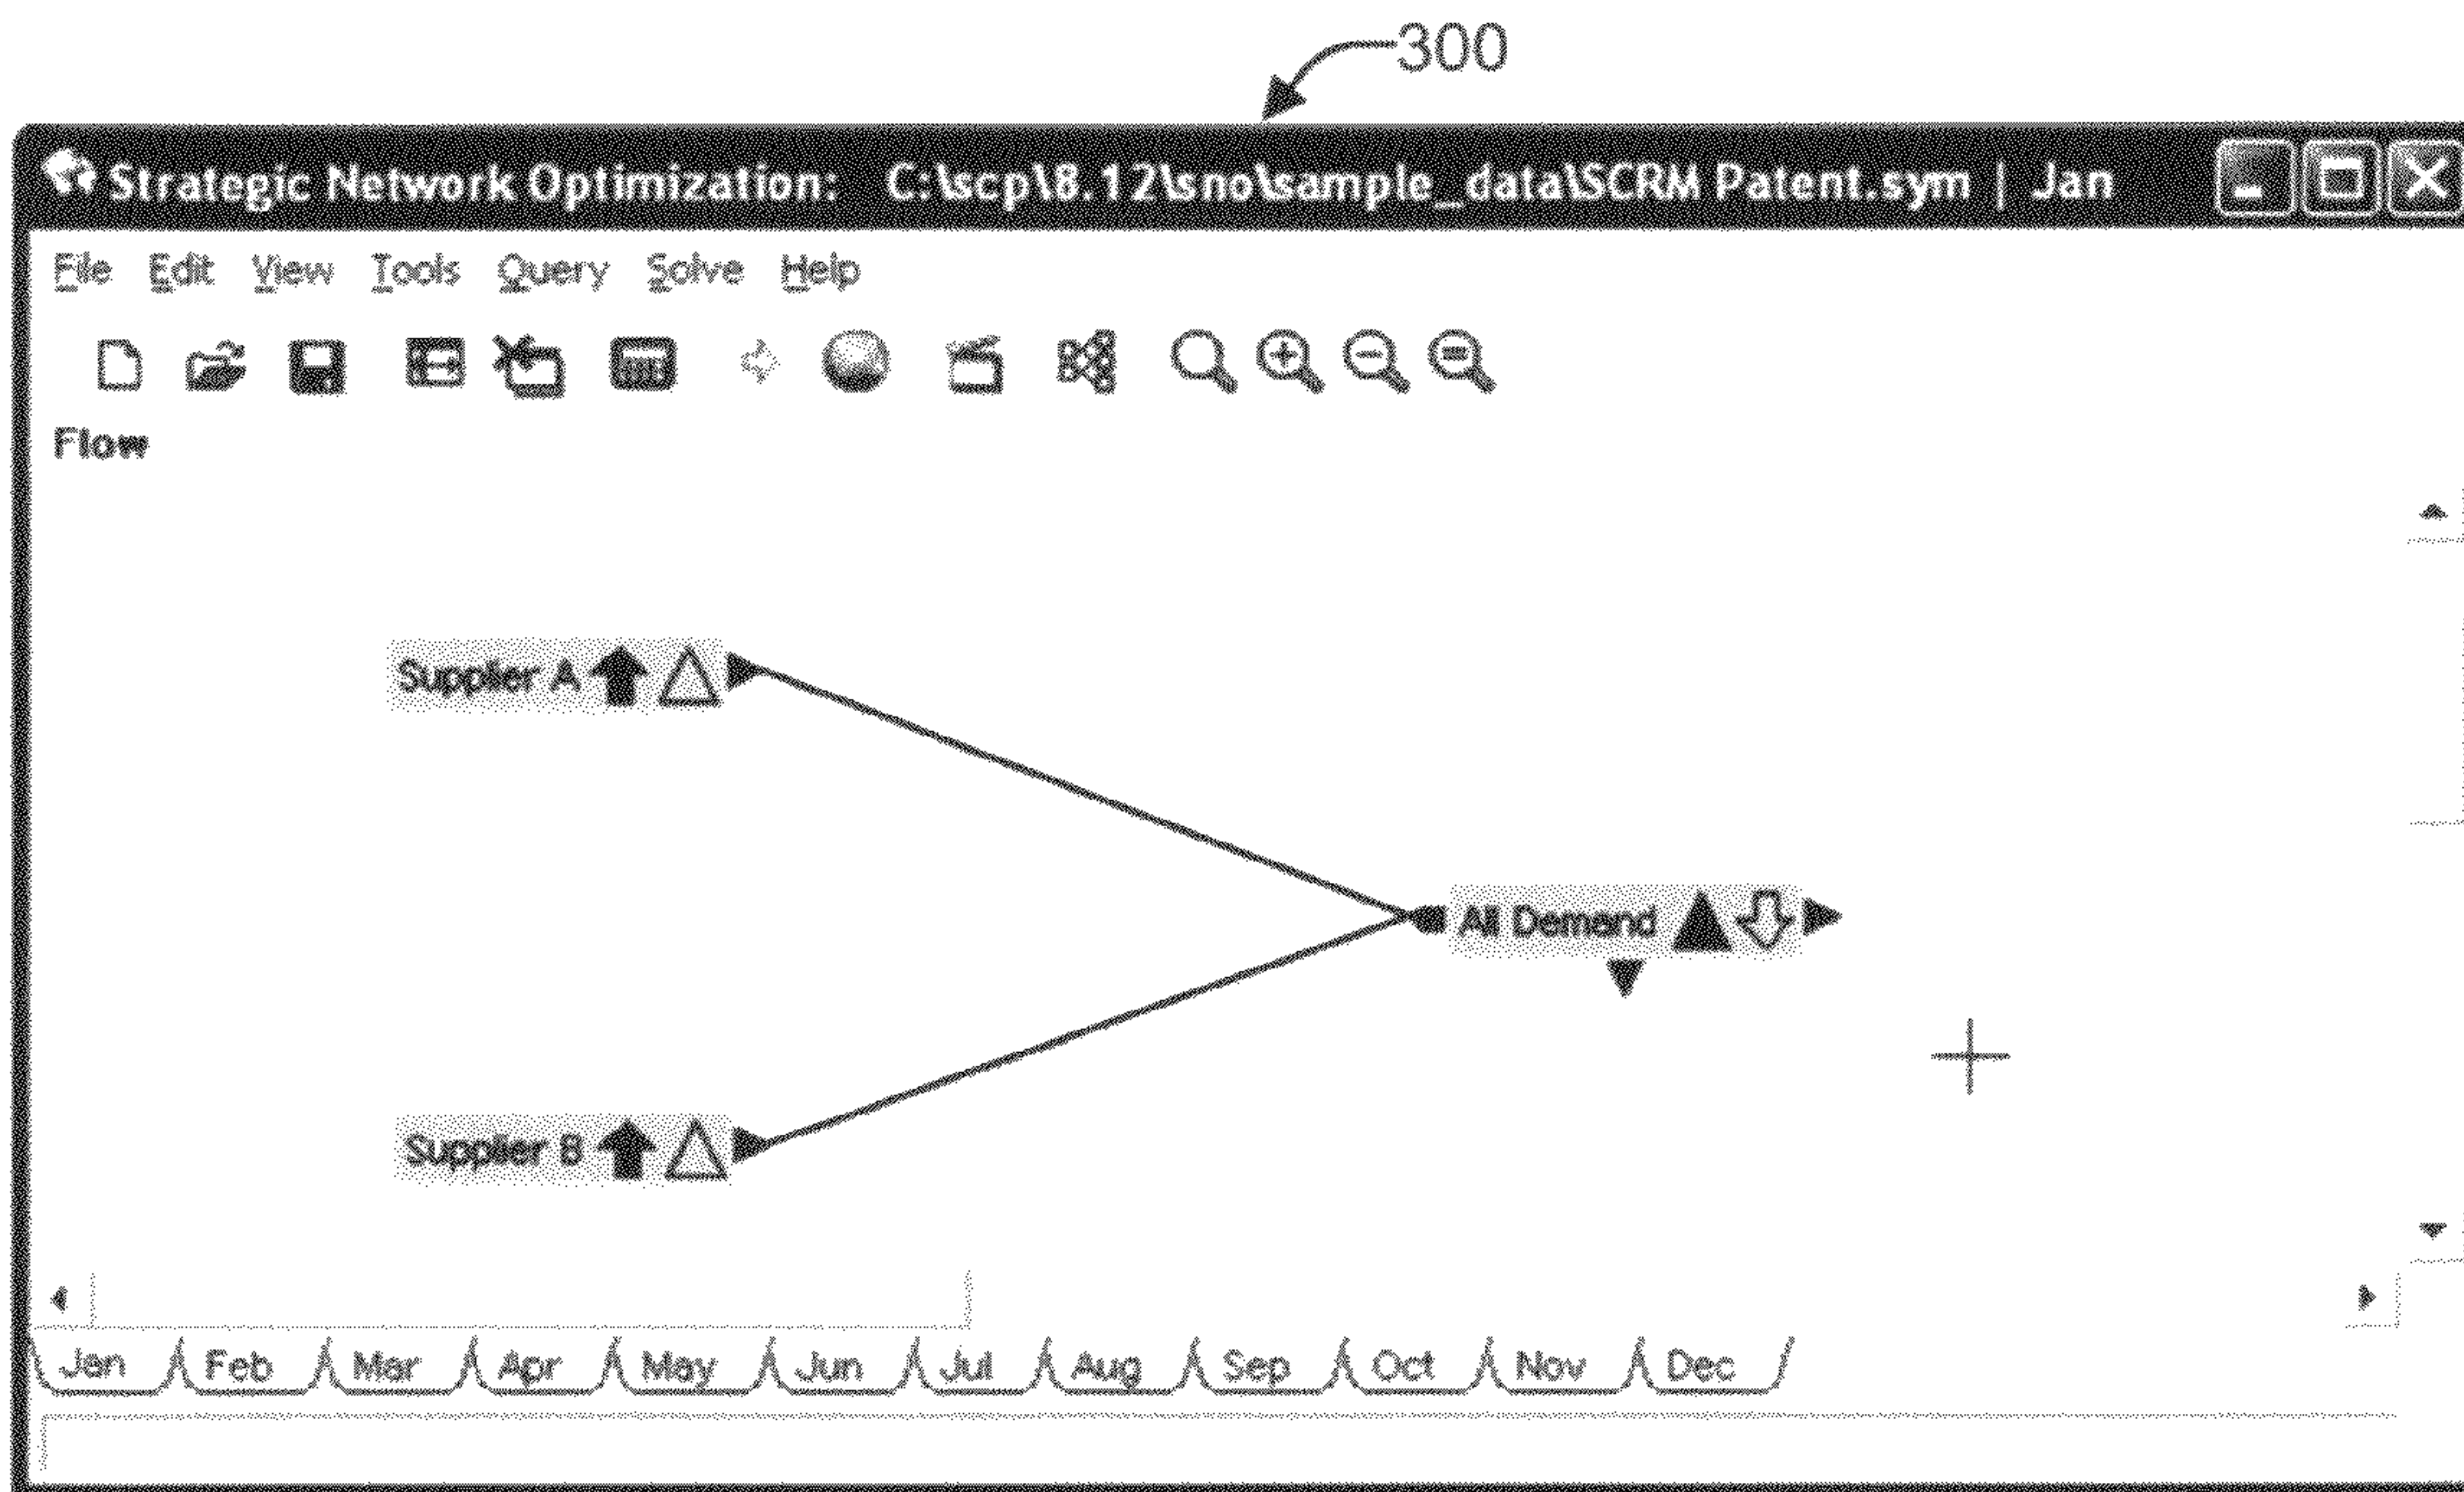 300
Strategic Network Optimization: C:\scp\8.12\sno\sample_data\SCRM Patent.sym | Jan
File Edit View Tools Query Solve Help
Flow
Supplier A
All Demand
Supplier B
Jan Feb Mar Apr May Jun Jul Aug Sep Oct Nov Dec